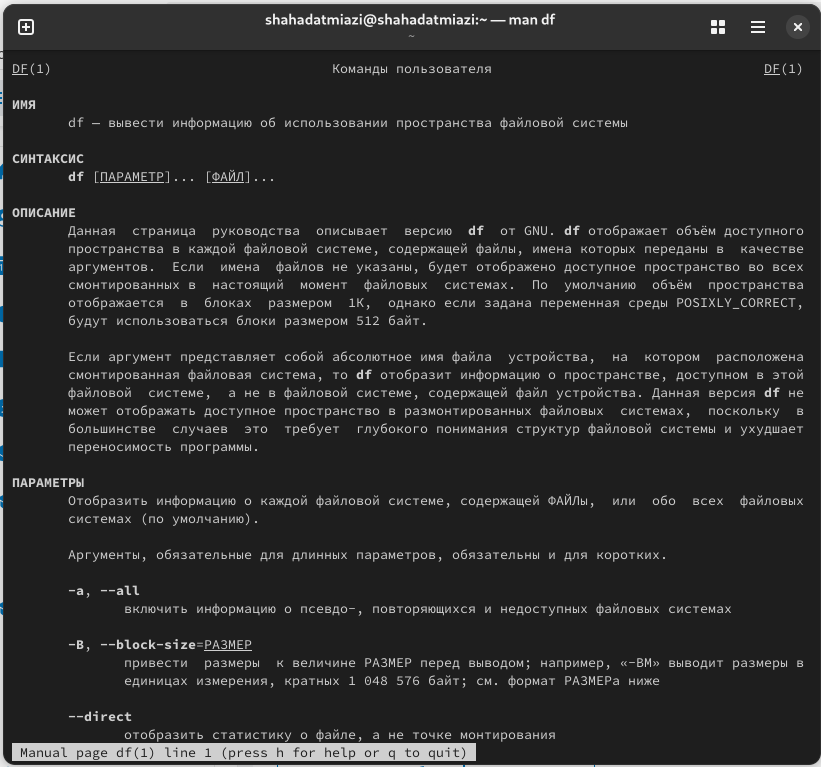 shahadatmiazi@shahadatmiazi:~ — man df
~
DF(1) Команды пользователя DF(1)
ИМЯ
df – вывести информацию об использовании пространства файловой системы
СИНТАКСИС
df [ПАРАМЕТР]... [ФАЙЛ]...
ОПИСАНИЕ
Данная страница руководства описывает версию df от GNU. df отображает объём доступного
пространства в каждой файловой системе, содержащей файлы, имена которых переданы в качестве
аргументов. Если имена файлов не указаны, будет отображено доступное пространство во всех
смонтированных в настоящий момент файловых системах. По умолчанию объём пространства
отображается в блоках размером 1K, однако если задана переменная среды POSIXLY_CORRECT,
будут использоваться блоки размером 512 байт.
Если аргумент представляет собой абсолютное имя файла устройства, на котором расположена
смонтированная файловая система, то df отобразит информацию о пространстве, доступном в этой
файловой системе, а не в файловой системе, содержащей файл устройства. Данная версия df не
может отображать доступное пространство в размонтированных файловых системах, поскольку в
большинстве случаев это требует глубокого понимания структур файловой системы и ухудшает
переносимость программы.
ПАРАМЕТРЫ
Отобразить информацию о каждой файловой системе, содержащей ФАЙЛы, или обо всех файловых
системах (по умолчанию).
Аргументы, обязательные для длинных параметров, обязательны и для коротких.
-a, --all
включить информацию о псевдо-, повторяющихся и недоступных файловых системах
-B, --block-size=РАЗМЕР
привести размеры к величине РАЗМЕР перед выводом; например, «-BM» выводит размеры в
единицах измерения, кратных 1 048 576 байт; см. формат РАЗМЕРа ниже
--direct
отобразить статистику о файле, а не точке монтирования
Manual page df(1) line 1 (press h for help or q to quit)